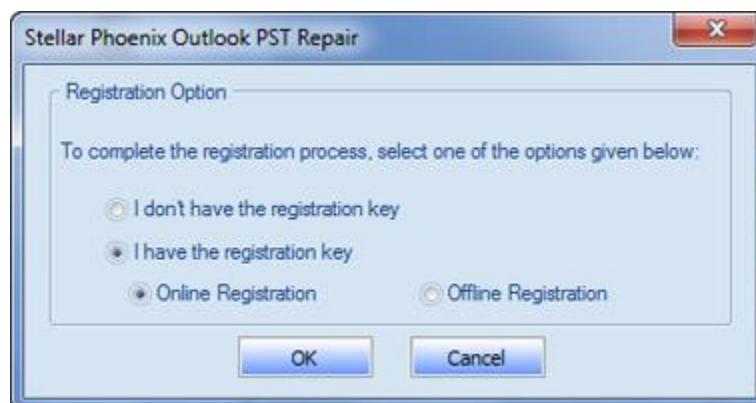 Stellar Phoenix Outlook PST Repair
Registration Option
To complete the registration process, select one of the options given below:
I don't have the registration key
I have the registration key
Online Registration Offline Registration
OK Cancel